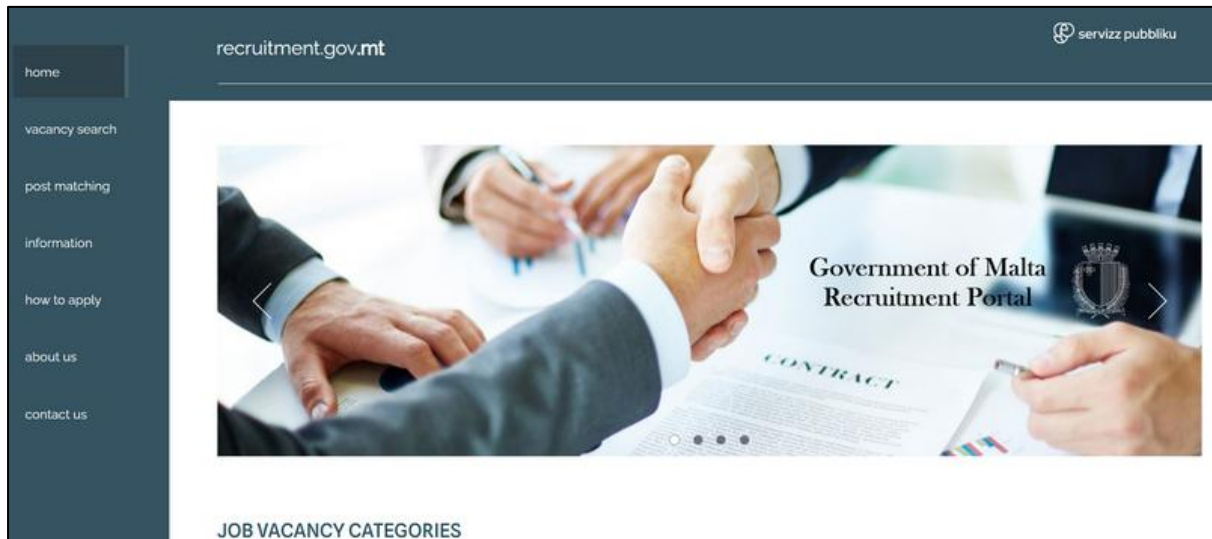 recruitment.gov.mt
servizz pubbliku
home
vacancy search
post matching
information
how to apply
about us
contact us
Government of Malta
Recruitment Portal
CONTRACT
JOB VACANCY CATEGORIES